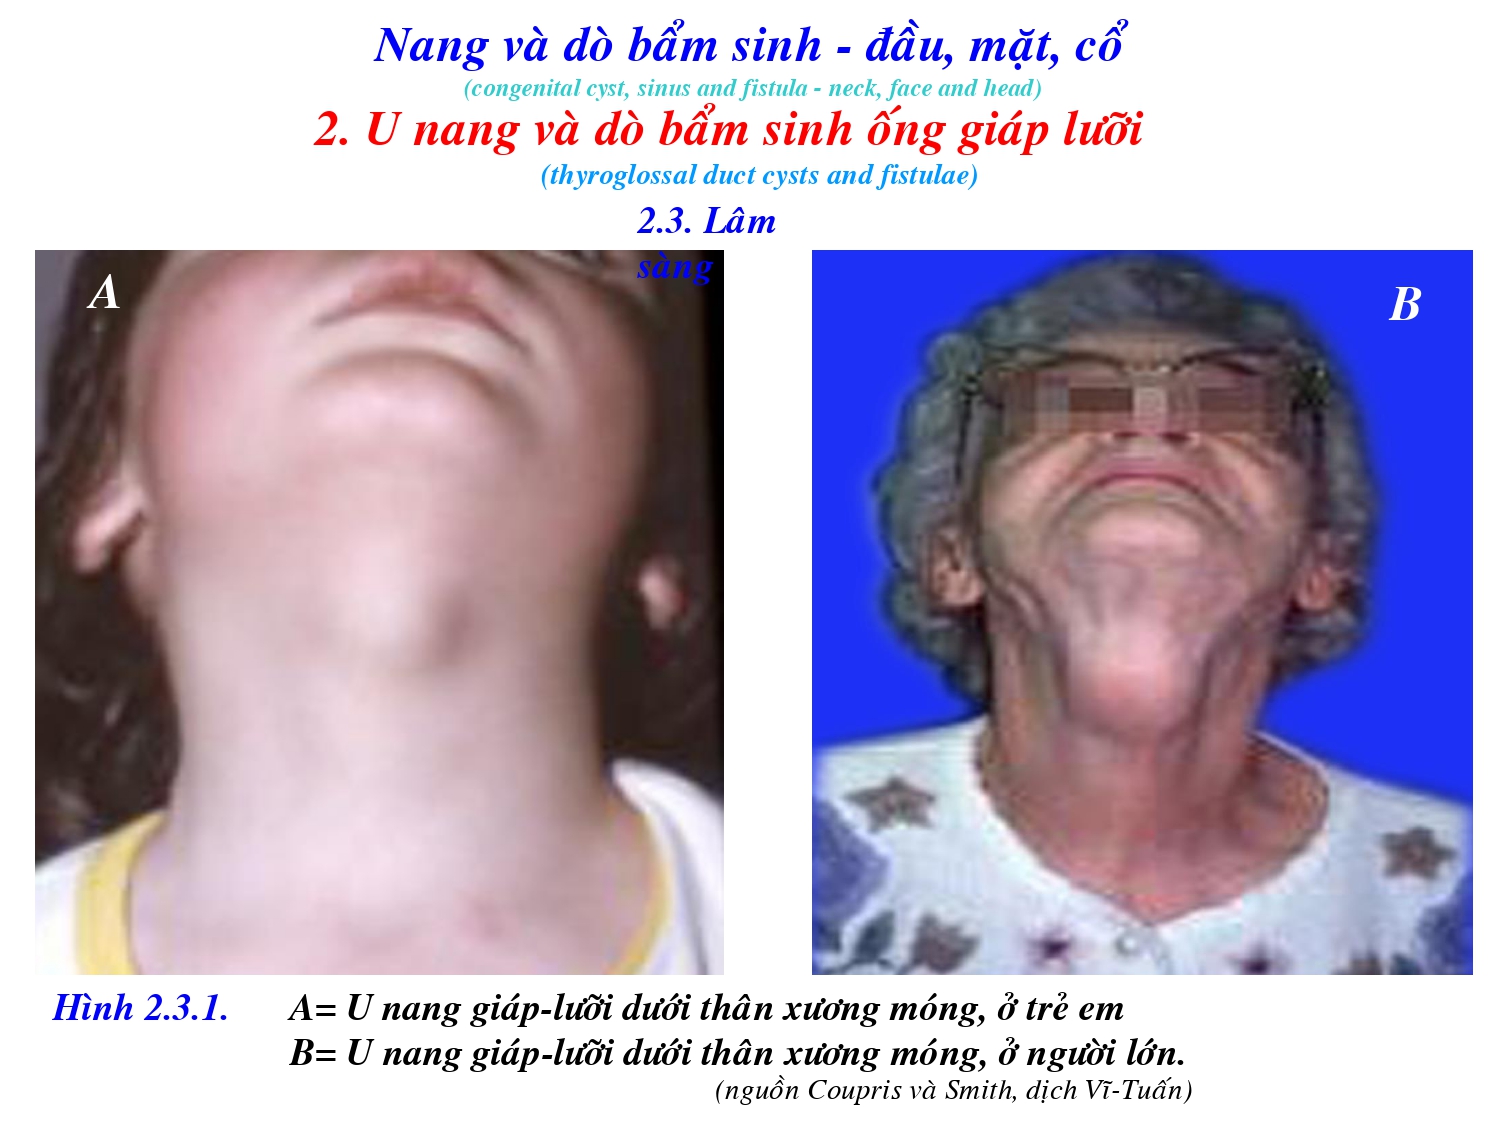 Nang và dò bẩm sinh - đầu, mặt, cổ
(congenital cyst, sinus and fistula - neck, face and head)
2. U nang và dò bẩm sinh ống giáp lưỡi
(thyroglossal duct cysts and fistulae)
2.3. Lâm
sàng
A
B
Hình 2.3.1. A= U nang giáp-lưỡi dưới thân xương móng, ở trẻ em
B= U nang giáp-lưỡi dưới thân xương móng, ở người lớn.
(nguồn Coupris và Smith, dịch Vĩ-Tuấn)